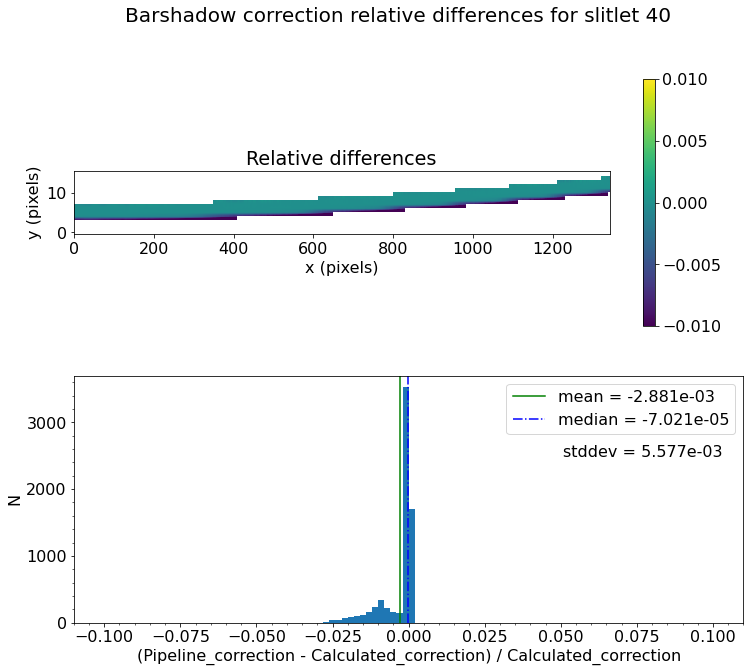 Barshadow correction relative differences for slitlet 40
Relative differences
y (pixels)
10
0
0 200 400 600 800 1000 1200
x (pixels)
0.010
0.005
0.000
−0.005
−0.010
N
3000
2000
1000
0
mean = -2.881e-03
median = -7.021e-05
stddev = 5.577e-03
−0.100 −0.075 −0.050 −0.025 0.000 0.025 0.050 0.075 0.100
(Pipeline_correction - Calculated_correction) / Calculated_correction